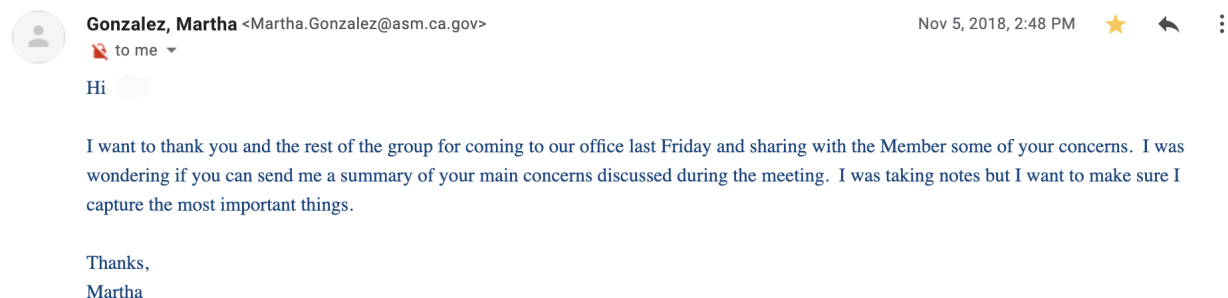 Gonzalez, Martha <Martha.Gonzalez@asm.ca.gov>
Nov 5, 2018, 2:48 PM
to me
Hi
I want to thank you and the rest of the group for coming to our office last Friday and sharing with the Member some of your concerns.  I was
wondering if you can send me a summary of your main concerns discussed during the meeting.  I was taking notes but I want to make sure I
capture the most important things.
Thanks,
Martha